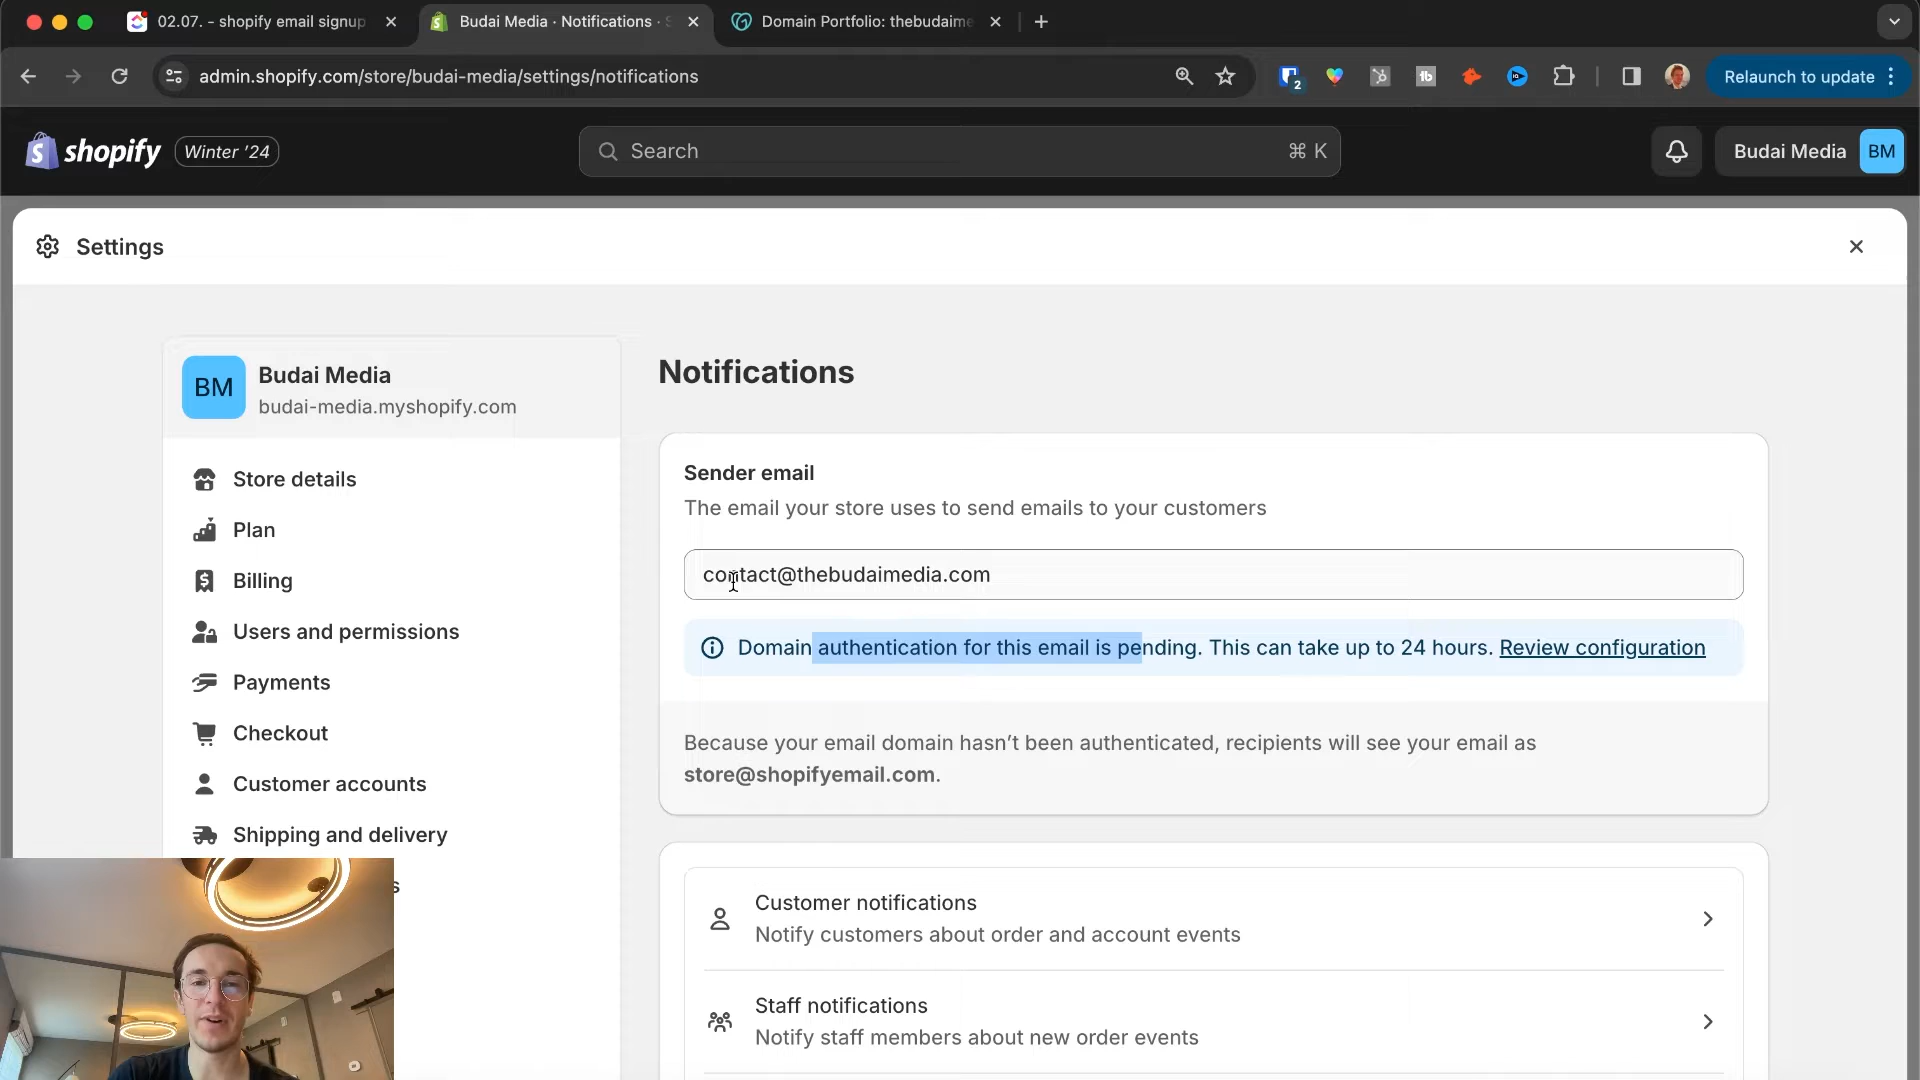 02.07. - shopify email signup
Budai Media · Notifications ·
Domain Portfolio: thebudaime
admin.shopify.com/store/budai-media/settings/notifications
2
Relaunch to update
shopify
Winter '24
Search
⌘ K
Budai Media
BM
Settings
BM
Budai Media
budai-media.myshopify.com
Store details
Plan
Billing
Users and permissions
Payments
Checkout
Customer accounts
Shipping and delivery
s
Notifications
Sender email
The email your store uses to send emails to your customers
contact@thebudaimedia.com
Domain authentication for this email is pending. This can take up to 24 hours. Review configuration
Because your email domain hasn't been authenticated, recipients will see your email as
store@shopifyemail.com.
Customer notifications
Notify customers about order and account events
Staff notifications
Notify staff members about new order events